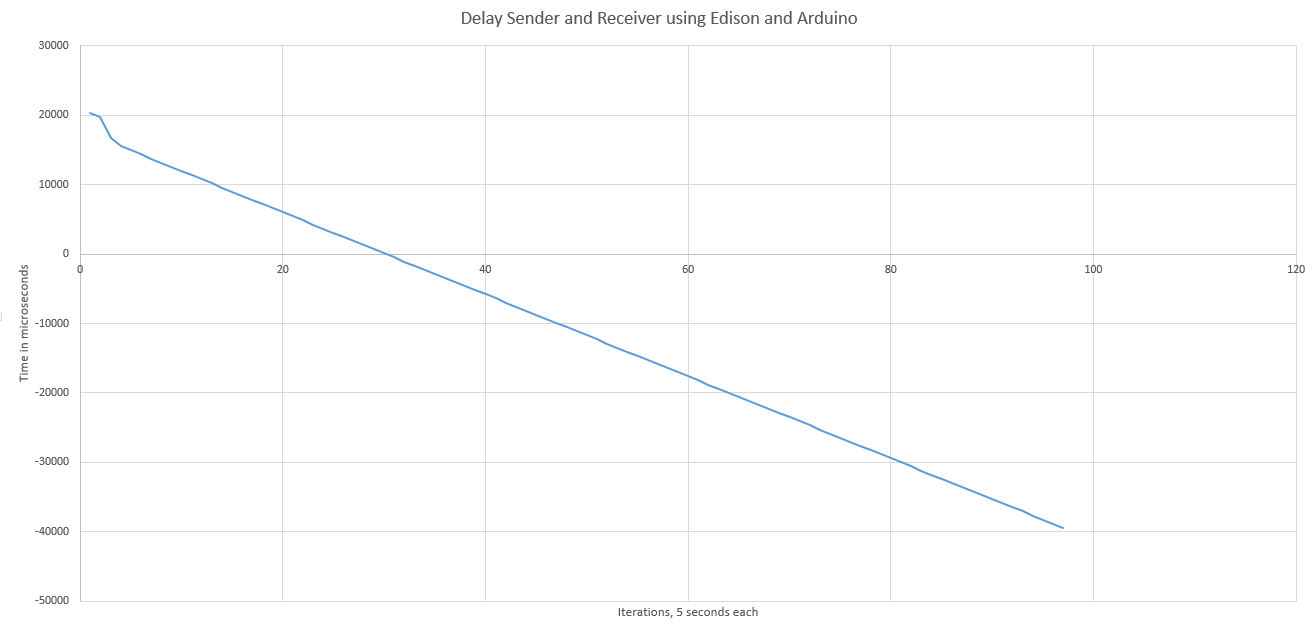 Delay Sender and Receiver using Edison and Arduino
30000
20000
10000
0
-10000
-20000
-30000
-40000
-50000
Time in microseconds
0 20 40 60 80 100 120
Iterations, 5 seconds each